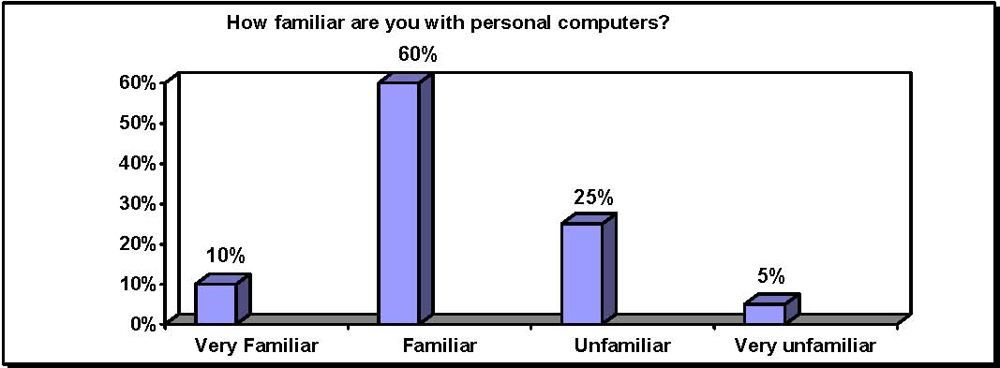 How familiar are you with personal computers?
60%
60%
50%
40%
30%
25%
20%
10%
10%
5%
0%
Very Familiar
Familiar
Unfamiliar
Very unfamiliar